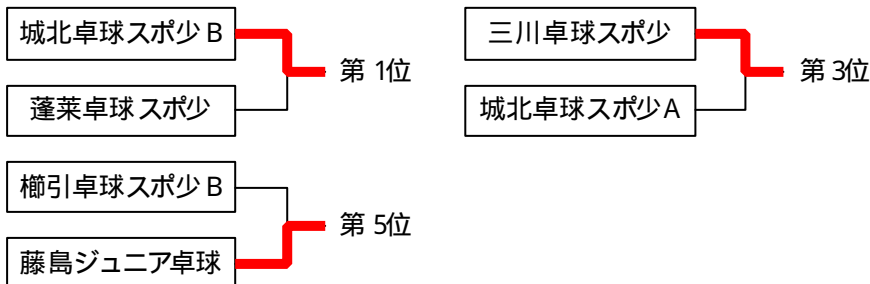 城北卓球スポ少B
第1位
蓬莱卓球スポ少
三川卓球スポ少
第3位
城北卓球スポ少A
櫛引卓球スポ少B
第5位
藤島ジュニア卓球